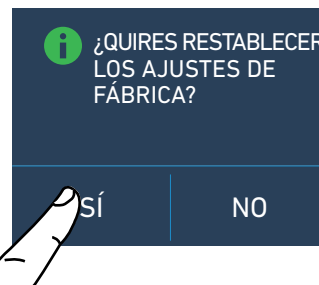 ¿QUIRES RESTABLECER
LOS AJUSTES DE
FÁBRICA?
SÍ
NO